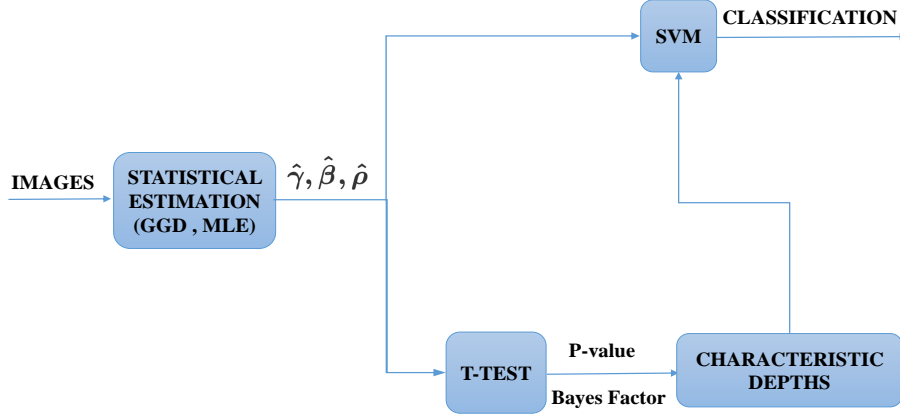 CLASSIFICATION
SVM
IMAGES
STATISTICAL
ESTIMATION
(GGD , MLE)
γ̂, β̂, ρ̂
T-TEST
P-value
Bayes Factor
CHARACTERISTIC
DEPTHS